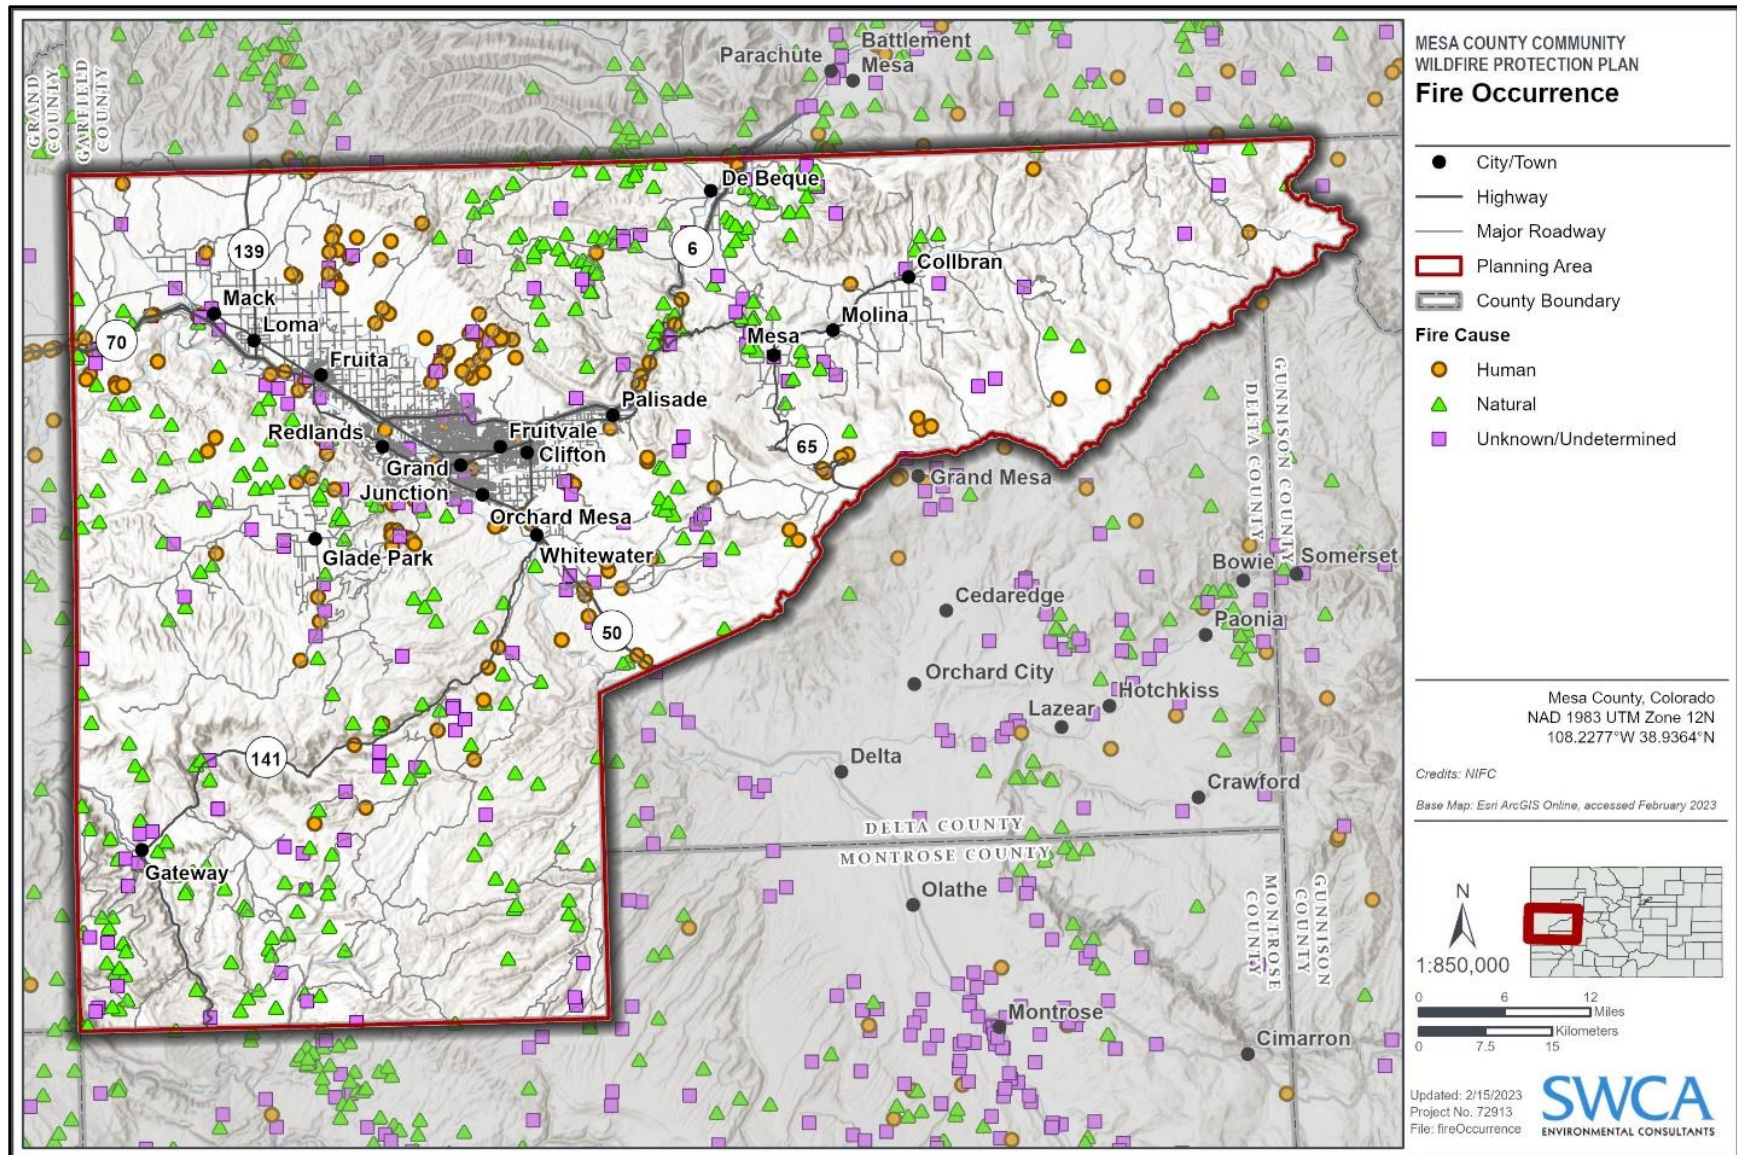 MESA COUNTY COMMUNITY
WILDFIRE PROTECTION PLAN
Fire Occurrence
City/Town
Highway
Major Roadway
Planning Area
County Boundary
Fire Cause
Human
Natural
Unknown/Undetermined
Mesa County, Colorado
NAD 1983 UTM Zone 12N
108.2277°W 38.9364°N
Credits: NIFC
Base Map: Esri ArcGIS Online, accessed February 2023
N
1:850,000
0 6 12
Miles
Kilometers
0 7.5 15
Updated: 2/15/2023
Project No. 72913
File: fireOccurrence
SWCA
ENVIRONMENTAL CONSULTANTS
GRAND
COUNTY
GARFIELD
COUNTY
Parachute
Battlement
Mesa
De Beque
139
6
Collbran
Mack
Molina
Loma
70
Mesa
Fruita
Palisade
Redlands
Fruitvale
Clifton
65
Grand
Junction
Grand Mesa
Orchard Mesa
Glade Park
Whitewater
50
141
Gateway
GUNNISON COUNTY
DELTA COUNTY
Somerset
Bowie
Cedaredge
Paonia
Orchard City
Hotchkiss
Lazear
Delta
Crawford
DELTA COUNTY
MONTROSE COUNTY
Olathe
MONTROSE
COUNTY
GUNNISON
COUNTY
Montrose
Cimarron